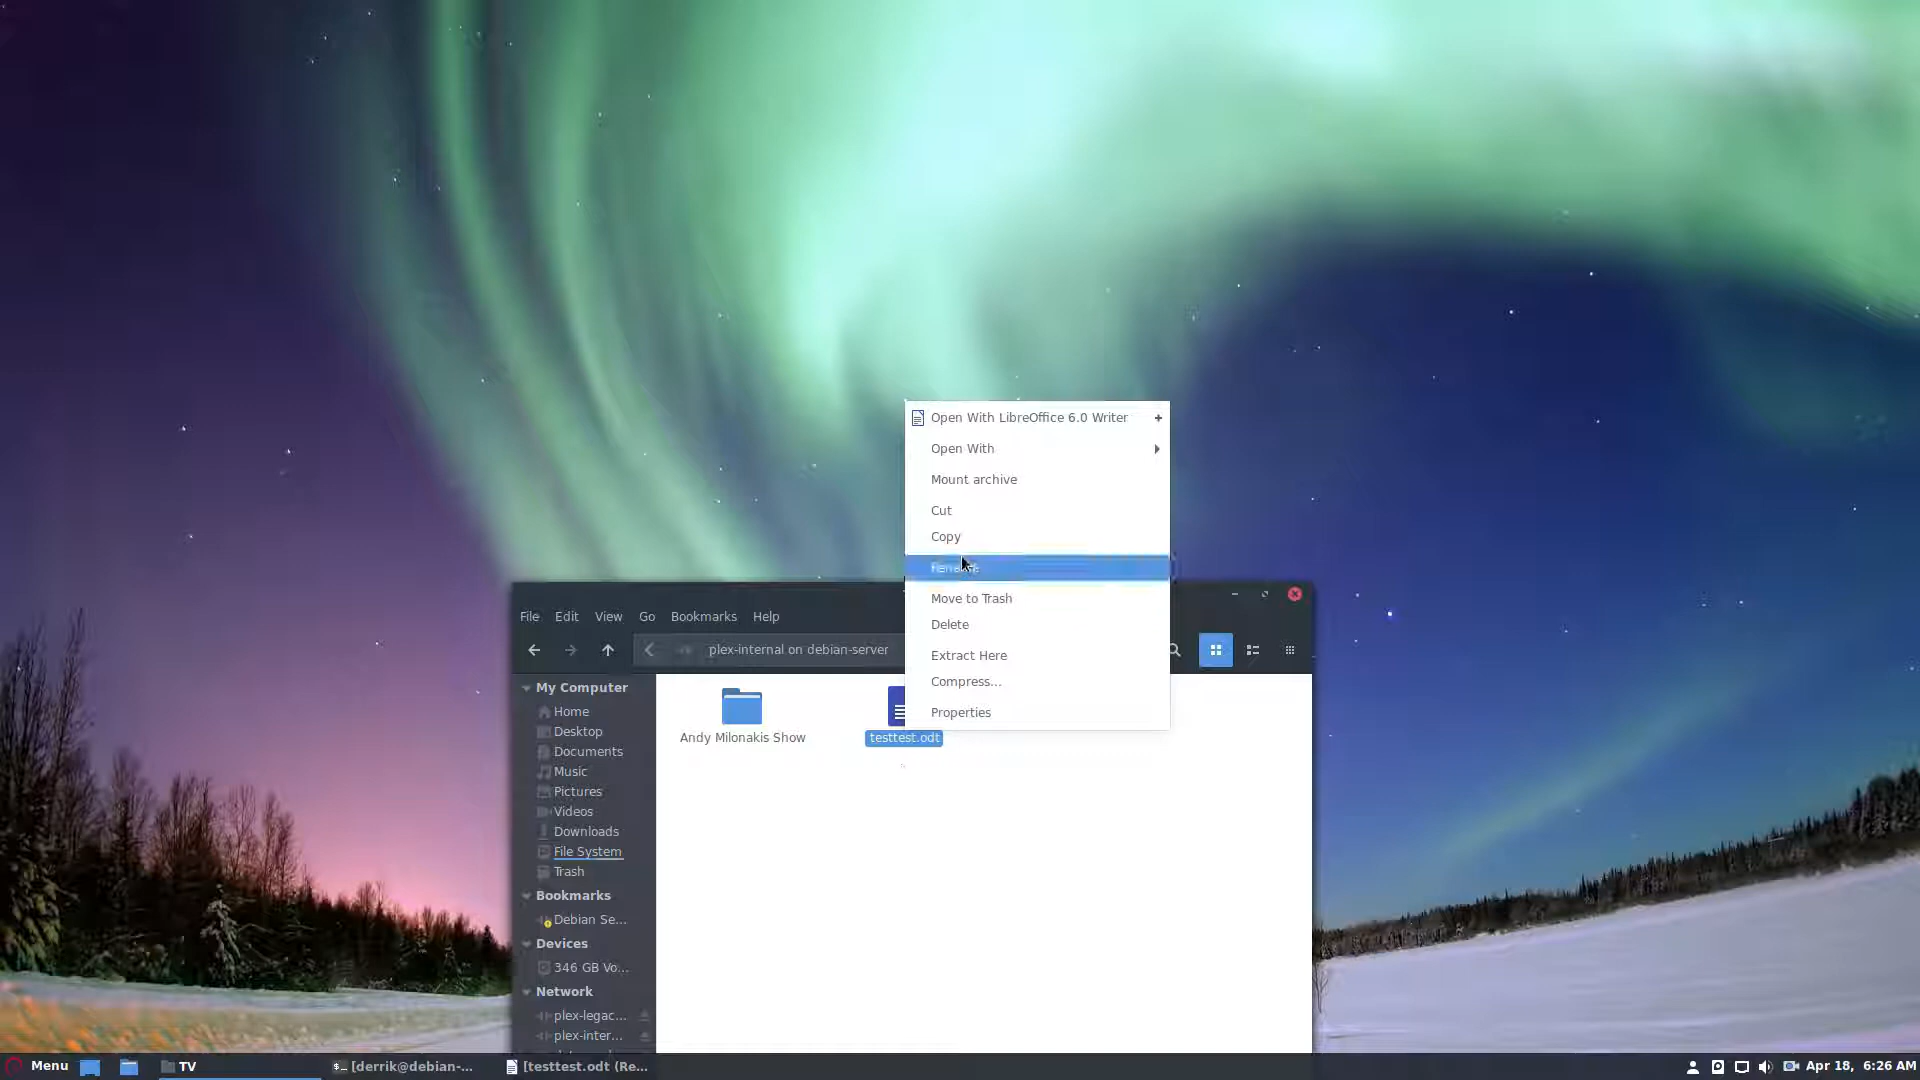 Open With LibreOffice 6.0 Writer
Open With
Mount archive
Cut
Copy
Rename
Move to Trash
Delete
Extract Here
Compress...
Properties
File Edit View Go Bookmarks Help
plex-internal on debian-server
My Computer
Home
Desktop
Documents
Music
Pictures
Videos
Downloads
File System
Trash
Bookmarks
Debian Se...
Devices
346 GB Vo...
Network
plex-legac...
plex-inter...
Andy Milonakis Show
testtest.odt
Menu
TV
[derrik@debian-...
[testtest.odt (Re...
Apr 18, 6:26 AM